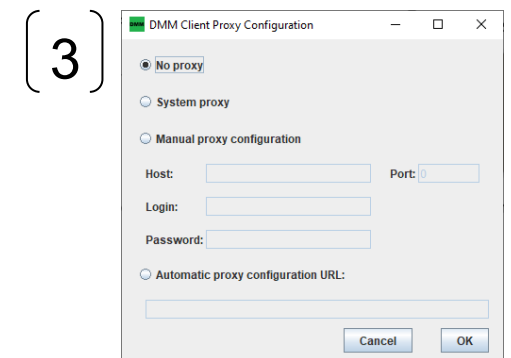 (3)
DMM DMM Client Proxy Configuration
No proxy
System proxy
Manual proxy configuration
Host: Port: 0
Login:
Password:
Automatic proxy configuration URL:
Cancel OK